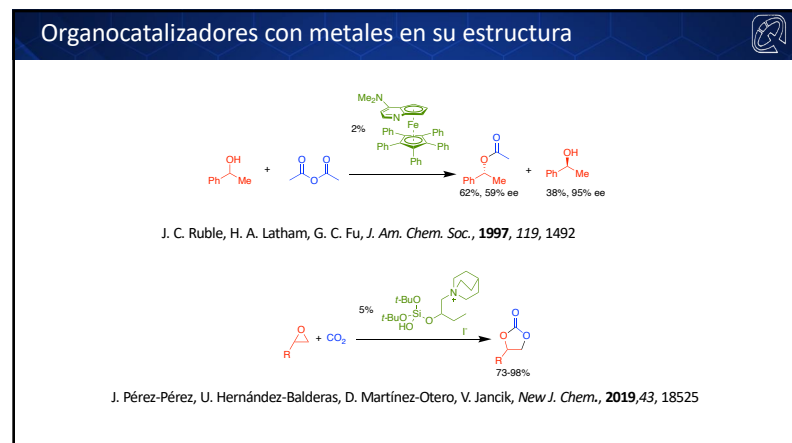 Organocatalizadores con metales en su estructura
Me2N
N
Fe
2%
Ph Ph
Ph Ph
Ph
OH
Ph Me
+
O O
O
O
O
Ph Me
62%, 59% ee
+
OH
Ph Me
38%, 95% ee
J. C. Ruble, H. A. Latham, G. C. Fu, J. Am. Chem. Soc., 1997, 119, 1492
5%
t-BuO
t-BuO Si
HO O
N
+
I-
O
R
+ CO2
O
O O
R
73-98%
J. Pérez-Pérez, U. Hernández-Balderas, D. Martínez-Otero, V. Jancik, New J. Chem., 2019,43, 18525